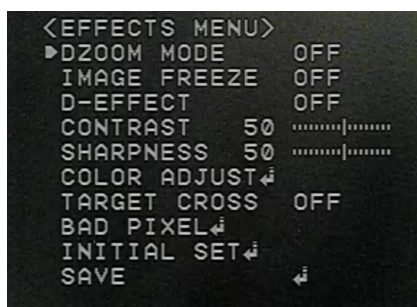 <EFFECTS MENU>
DZOOM MODE OFF
IMAGE FREEZE OFF
D-EFFECT OFF
CONTRAST 50
SHARPNESS 50
COLOR ADJUST↲
TARGET CROSS OFF
BAD PIXEL↲
INITIAL SET↲
SAVE ↲